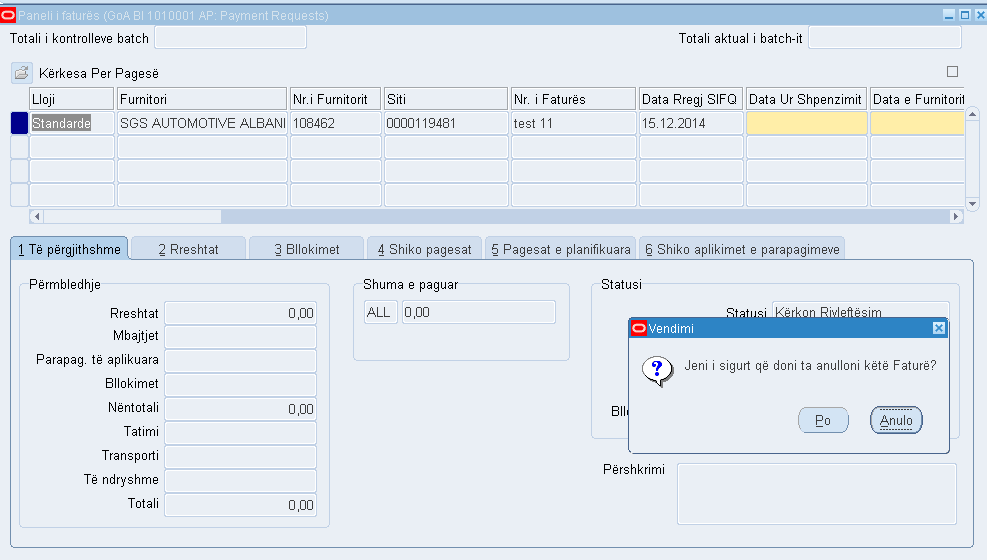 Paneli i faturës (GoA BI 1010001 AP: Payment Requests)
Totali i kontrolleve batch
Totali aktual i batch-it
Kërkesa Per Pagesë
Lloji Furnitori Nr.i Furnitorit Siti Nr. i Faturës Data Rregj SIFQ Data Ur Shpenzimit Data e Furnitorit
Standarde SGS AUTOMOTIVE ALBANI 108462 0000119481 test 11 15.12.2014
1 Të përgjithshme 2 Rreshtat 3 Bllokimet 4 Shiko pagesat 5 Pagesat e planifikuara 6 Shiko aplikimet e parapagimeve
Përmbledhje
Rreshtat 0,00
Mbajtjet
Parapag. të aplikuara
Bllokimet
Nëntotali 0,00
Tatimi
Transporti
Të ndryshme
Totali 0,00
Shuma e paguar
ALL 0,00
Statusi
Statusi Kërkon Rivleftësim
Vendimi
Jeni i sigurt që doni ta anulloni këtë Faturë?
Po Anulo
Përshkrimi